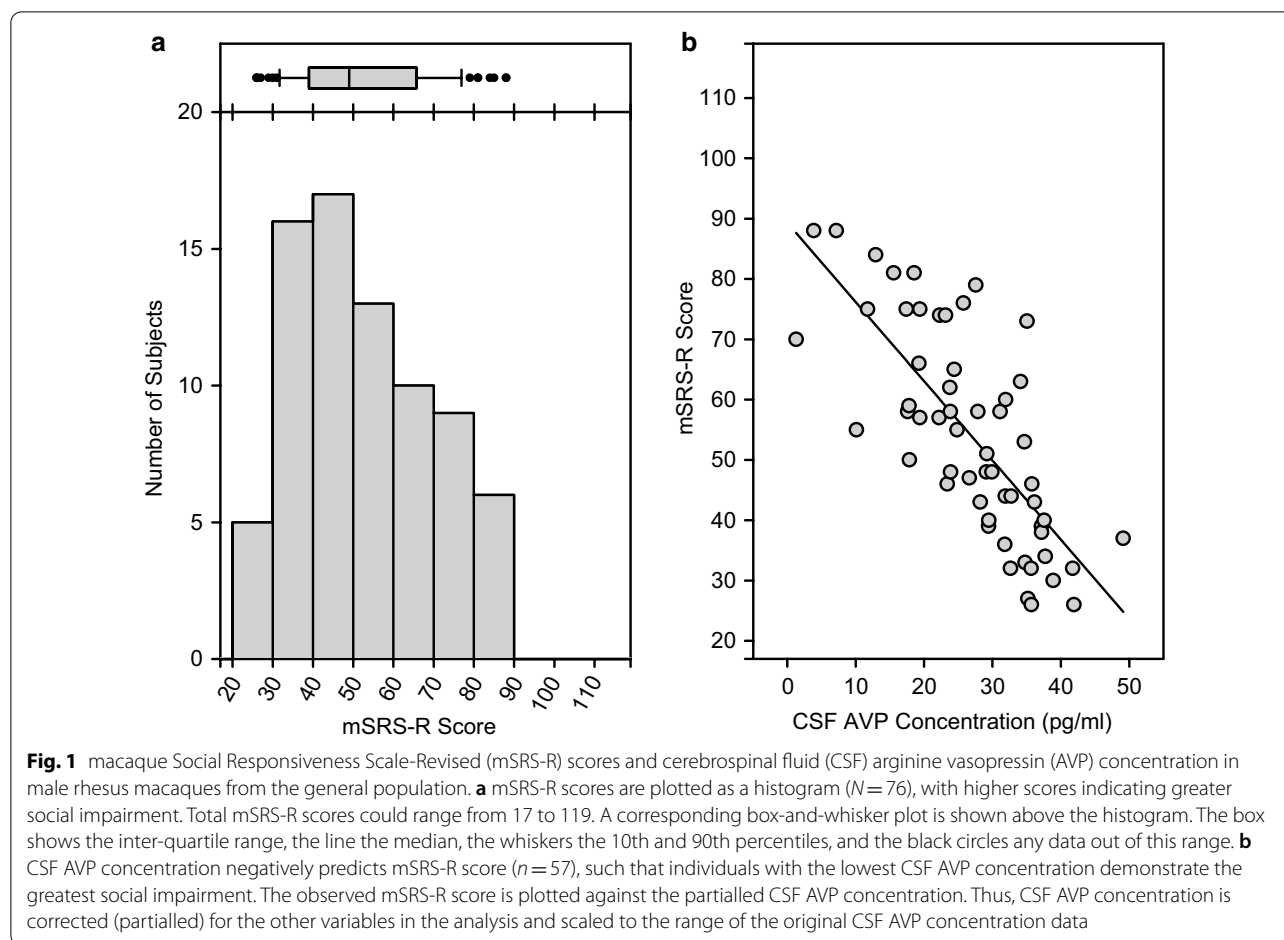 a
20
15
10
5
0
Number of Subjects
20 30 40 50 60 70 80 90 100 110
mSRS-R Score
b
110
100
90
80
70
60
50
40
30
20
mSRS-R Score
0 10 20 30 40 50
CSF AVP Concentration (pg/ml)
Fig. 1 macaque Social Responsiveness Scale-Revised (mSRS-R) scores and cerebrospinal fluid (CSF) arginine vasopressin (AVP) concentration in
male rhesus macaques from the general population. a mSRS-R scores are plotted as a histogram (N = 76), with higher scores indicating greater
social impairment. Total mSRS-R scores could range from 17 to 119. A corresponding box-and-whisker plot is shown above the histogram. The box
shows the inter-quartile range, the line the median, the whiskers the 10th and 90th percentiles, and the black circles any data out of this range. b
CSF AVP concentration negatively predicts mSRS-R score (n = 57), such that individuals with the lowest CSF AVP concentration demonstrate the
greatest social impairment. The observed mSRS-R score is plotted against the partialled CSF AVP concentration. Thus, CSF AVP concentration is
corrected (partialled) for the other variables in the analysis and scaled to the range of the original CSF AVP concentration data